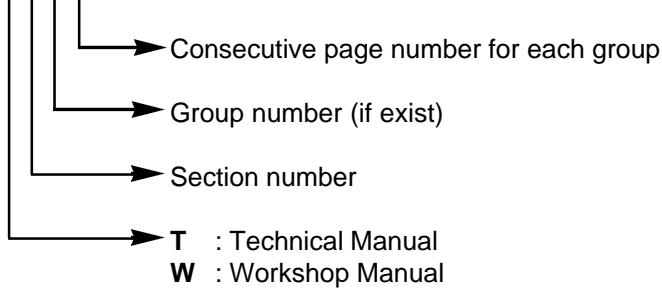 Consecutive page number for each group
Group number (if exist)
Section number
T : Technical Manual
W : Workshop Manual